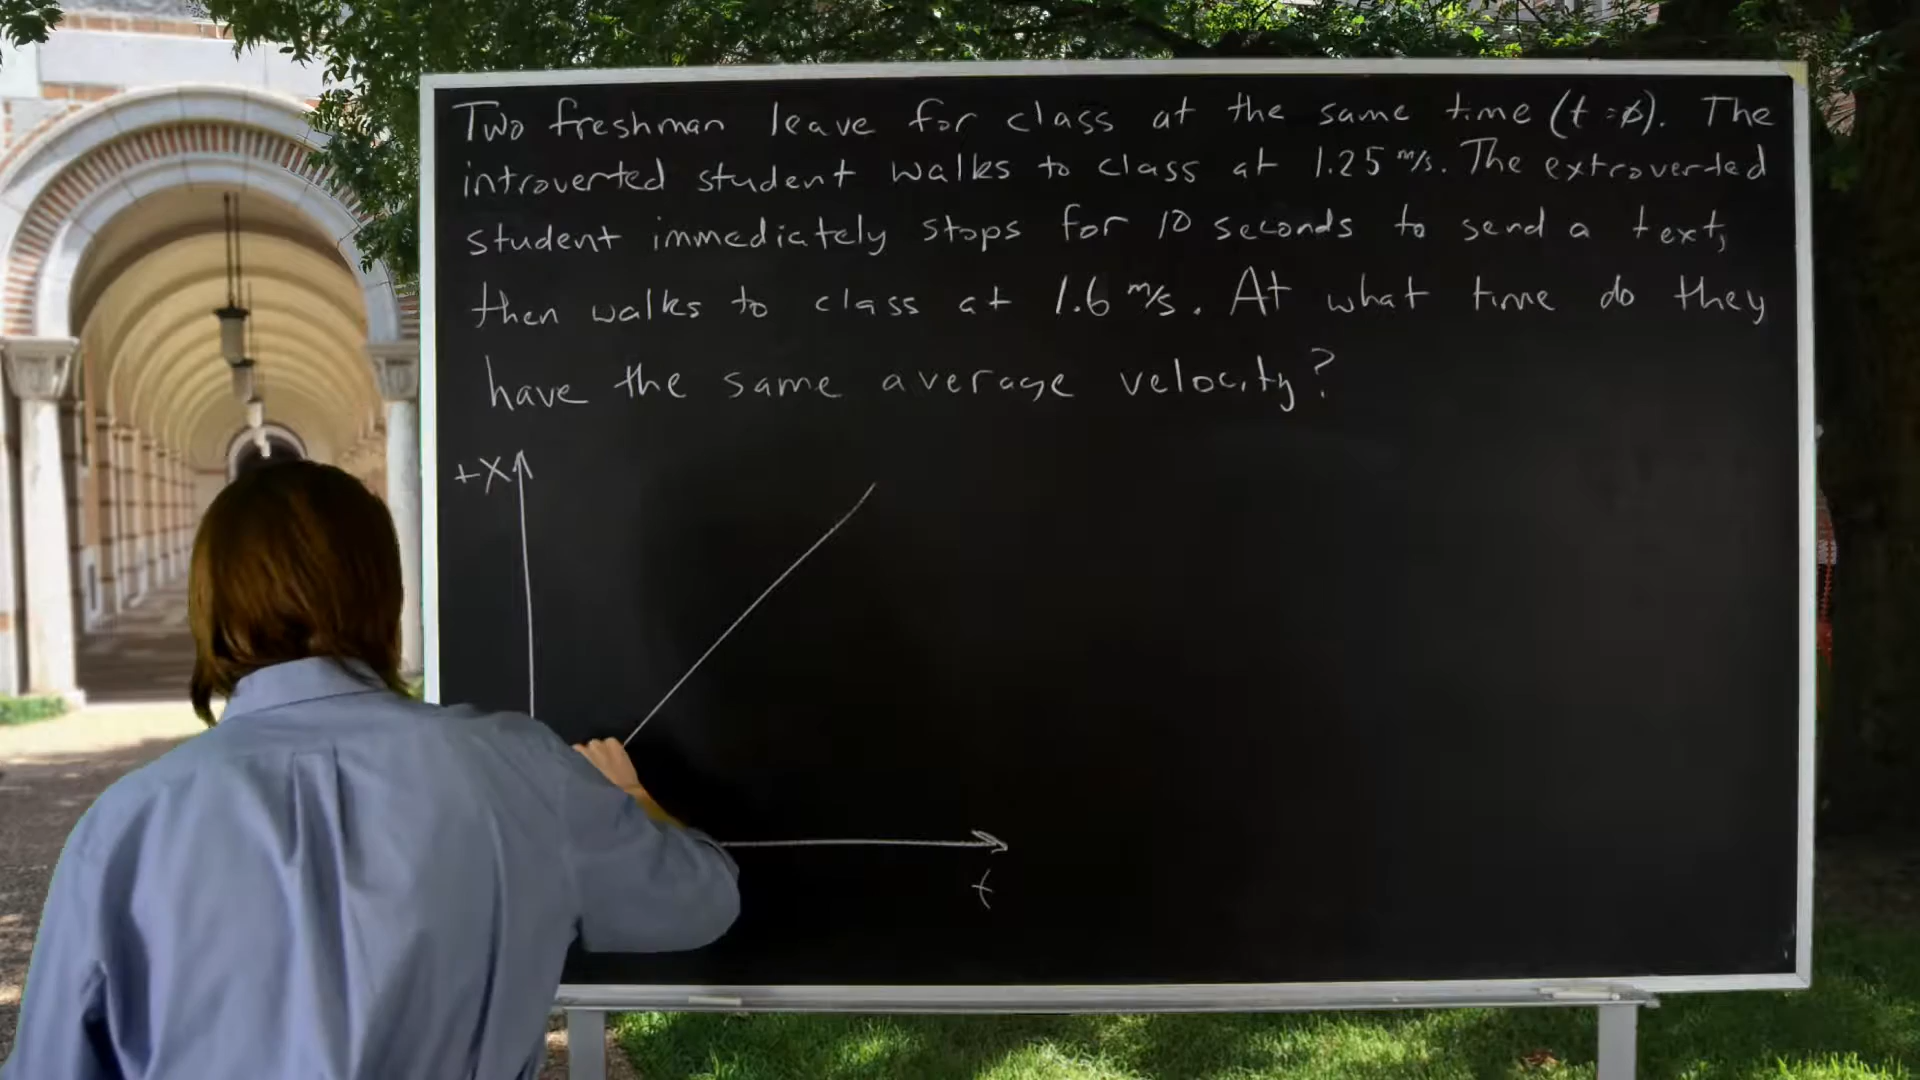 Two freshman leave for class at the same time (t=0). The
introverted student walks to class at 1.25 m/s. The extroverted
student immediately stops for 10 seconds to send a text,
then walks to class at 1.6 m/s. At what time do they
have the same average velocity?
+X
t